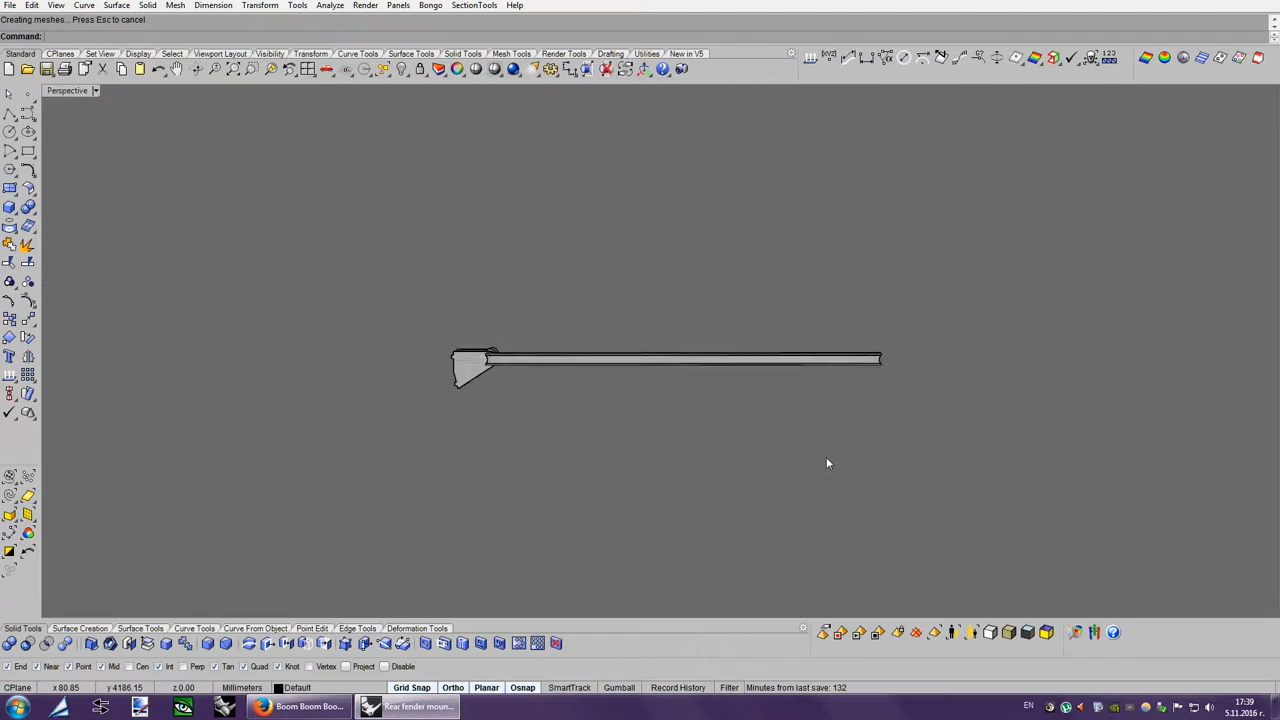 File Edit View Curve Surface Solid Mesh Dimension Transform Tools Analyze Render Panels Bongo SectionTools Help
Creating meshes... Press Esc to cancel
Command:
Standard CPlanes Set View Display Select Viewport Layout Visibility Transform Curve Tools Surface Tools Solid Tools Mesh Tools Render Tools Drafting Utilities New in V5
Perspective
Solid Tools Surface Creation Surface Tools Curve Tools Curve From Object Point Edit Edge Tools Deformation Tools
End Near Point Mid Cen Int Perp Tan Quad Knot Vertex Project Disable
CPlane x 80.85 y 4186.15 z 0.00 Millimeters Default Grid Snap Ortho Planar Osnap SmartTrack Gumball Record History Filter Minutes from last save: 132
Boom Boom Boo... Rear fender moun... EN 17:39
5.11.2016 г.